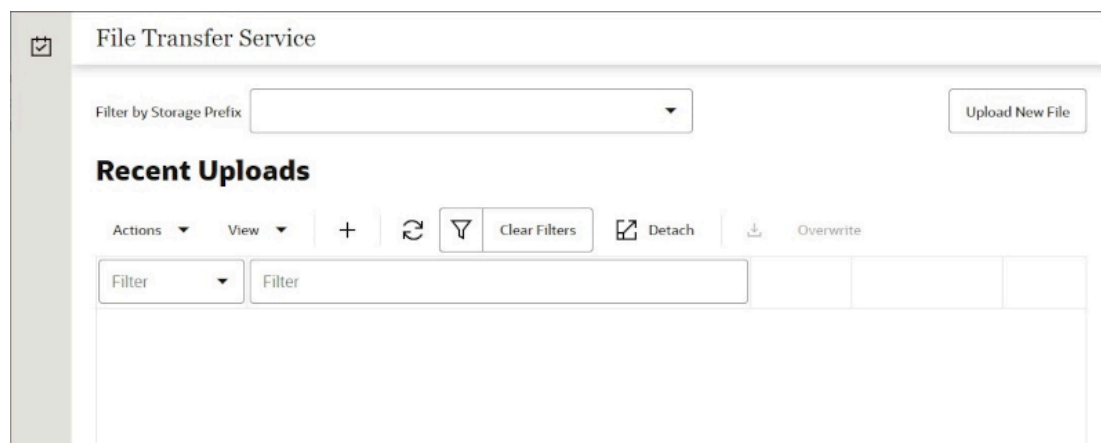 File Transfer Service
Filter by Storage Prefix
Upload New File
Recent Uploads
Actions View Clear Filters Detach Overwrite
Filter Filter